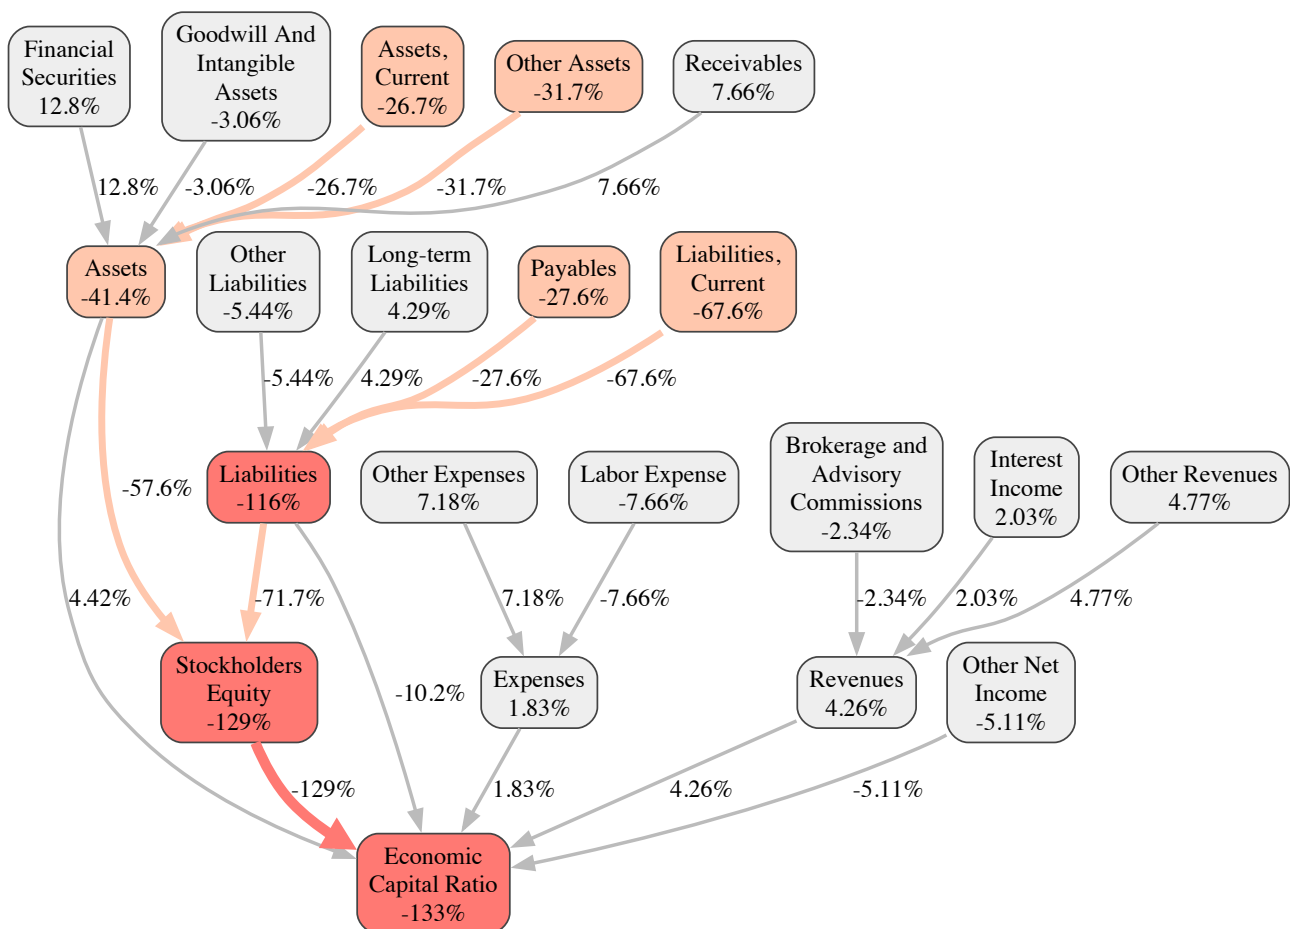 Financial
Securities
12.8%
Goodwill And
Intangible
Assets
-3.06%
Assets,
Current
-26.7%
Other Assets
-31.7%
Receivables
7.66%
12.8%
-3.06%
-26.7%
-31.7%
7.66%
Assets
-41.4%
Other
Liabilities
-5.44%
Long-term
Liabilities
4.29%
Payables
-27.6%
Liabilities,
Current
-67.6%
-5.44%
4.29%
-27.6%
-67.6%
Liabilities
-116%
Other Expenses
7.18%
Labor Expense
-7.66%
Brokerage and
Advisory
Commissions
-2.34%
Interest
Income
2.03%
Other Revenues
4.77%
-57.6%
4.42%
-71.7%
7.18%
-7.66%
-2.34%
2.03%
4.77%
Stockholders
Equity
-129%
-10.2%
Expenses
1.83%
Revenues
4.26%
Other Net
Income
-5.11%
-129%
1.83%
4.26%
-5.11%
Economic
Capital Ratio
-133%